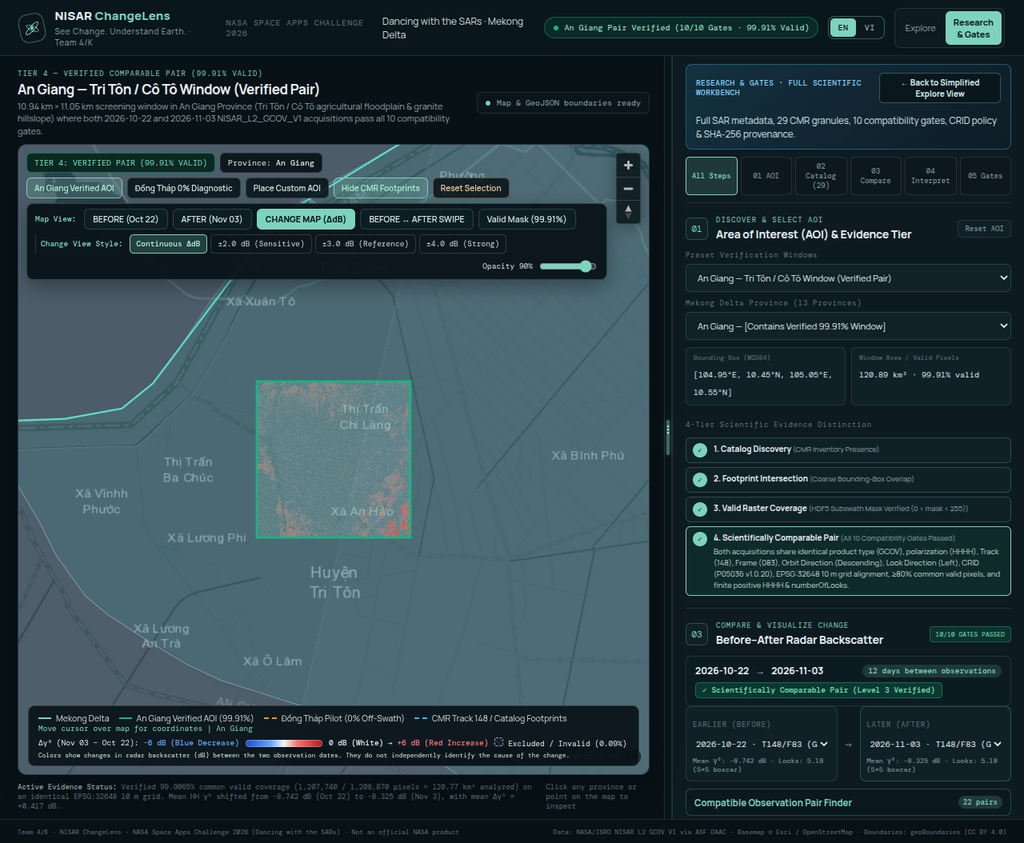 NISAR ChangeLens
See Change. Understand Earth. ·
Team 4/K
NASA SPACE APPS CHALLENGE
2026
Dancing with the SARs · Mekong
Delta
An Giang Pair Verified (10/10 Gates · 99.91% Valid)
EN
VI
Explore
Research
& Gates
TIER 4 — VERIFIED COMPARABLE PAIR (99.91% VALID)
An Giang — Tri Tôn / Cô Tô Window (Verified Pair)
10.94 km × 11.05 km screening window in An Giang Province (Tri Tôn / Cô Tô agricultural floodplain & granite
hillslop) where both 2026-10-22 and 2026-11-03 NISAR_L2_GCOV_V1 acquisitions pass all 10 compatibility
gates.
Map & GeoJSON boundaries ready
TIER 4: VERIFIED PAIR (99.91% VALID)
Province: An Giang
Phường
An Giang Verified AOI
Đồng Tháp 0% Diagnostic
Place Custom AOI
Hide CMR Footprints
Reset Selection
Map View:
BEFORE (Oct 22)
AFTER (Nov 03)
CHANGE MAP (ΔdB)
BEFORE ↔ AFTER SWIPE
Valid Mask (99.91%)
Change View Style:
Continuous ΔdB
±2.0 dB (Sensitive)
±3.0 dB (Reference)
±4.0 dB (Strong)
Opacity 90%
Xã Xuân Tô
Thị Trấn
Chi Lăng
Thị Trấn
Ba Chúc
Xã Bình Phú
Xã Vĩnhh
Phước
Xã An Hảo
Xã Lương Phi
Huyện
Tri Tôn
Xã Lương
An Trà
Xã Ô Lâm
Mekong Delta
An Giang Verified AOI (99.91%)
Đồng Tháp Pilot (0% Off-Swath)
CMR Track 148 / Catalog Footprints
Move cursor over map for coordinates | An Giang
Δγ⁰ (Nov 03 − Oct 22): -6 dB (Blue Decrease)
0 dB (White) → +6 dB (Red Increase)
Excluded / Invalid (0.09%)
Colors show changes in radar backscatter (dB) between the two observation dates. They do not independently identify the cause of the change.
Active Evidence Status: Verified 99.9065% common valid coverage (1,207,740 / 1,208,870 pixels = 120.77 km² analyzed) on
an identical EPSG:32648 10 m grid. Mean HH γ⁰ shifted from -8.742 dB (Oct 22) to -8.325 dB (Nov 3), with mean Δγ⁰ =
+0.417 dB.
Click any province or
point on the map to
inspect
RESEARCH & GATES · FULL SCIENTIFIC
WORKBENCH
← Back to Simplified
Explore View
Full SAR metadata, 29 CMR granules, 10 compatibility gates, CRID policy
& SHA-256 provenance.
All Steps
01 AOI
02
Catalog
(29)
03
Compare
04
Interpret
05 Gates
01
DISCOVER & SELECT AOI
Area of Interest (AOI) & Evidence Tier
Reset AOI
Preset Verification Windows
An Giang — Tri Tôn / Cô Tô Window (Verified Pair)
Mekong Delta Province (13 Provinces)
An Giang — [Contains Verified 99.91% Window]
Bounding Box (WGS84)
[104.95°E, 10.45°N, 105.05°E,
10.55°N]
Window Area / Valid Pixels
120.89 km² · 99.91% valid
4-Tier Scientific Evidence Distinction
✓ 1. Catalog Discovery (CMR Inventory Presence)
✓ 2. Footprint Intersection (Coarse Bounding-Box Overlap)
✓ 3. Valid Raster Coverage (HDF5 Subswath Mask Verified (0 < mask < 255))
✓ 4. Scientifically Comparable Pair (All 10 Compatibility Gates Passed)
Both acquisitions share identical product type (GCOV), polarization (HHHH), Track
(148), Frame (083), Orbit Direction (Descending), Look Direction (Left), CRID
(P05036 v1.0.20), EPSG:32648 10 m grid alignment, ≥80% common valid pixels, and
finite positive HHHH & numberOfLooks.
03
COMPARE & VISUALIZE CHANGE
Before–After Radar Backscatter
10/10 GATES PASSED
2026-10-22 → 2026-11-03
12 days between observations
✓ Scientifically Comparable Pair (Level 3 Verified)
EARLIER (BEFORE)
2026-10-22 · T148/F83 (G
Mean γ⁰: -8.742 dB · Looks: 5.18
(5×5 boxcar)
→
LATER (AFTER)
2026-11-03 · T148/F83 (G
Mean γ⁰: -8.325 dB · Looks: 5.18
(5×5 boxcar)
Compatible Observation Pair Finder
22 pairs
Team 4/K · NISAR ChangeLens · NASA Space Apps Challenge 2026 (Dancing with the SARs) · Not an official NASA product
Data: NASA/ISRO NISAR L2 GCOV V1 via ASF DAAC · Basemap © Esri / OpenStreetMap · Boundaries: geoBoundaries (CC BY 4.0)